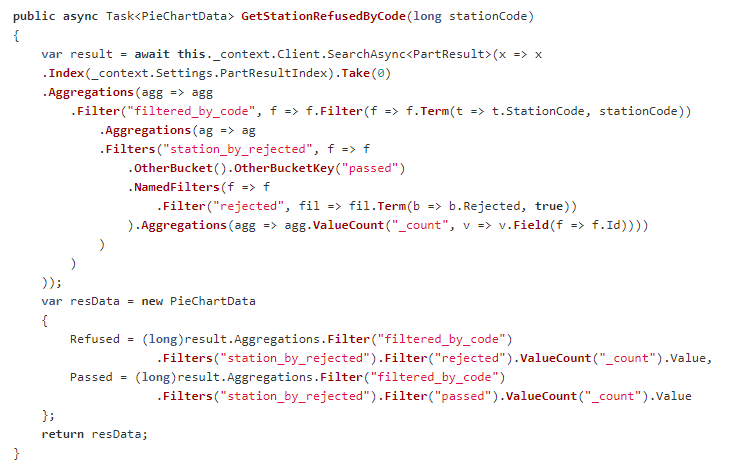 public async Task<PieChartData> GetStationRefusedByCode(long stationCode)
{
    var result = await this._context.Client.SearchAsync<PartResult>(x => x
    .Index(_context.Settings.PartResultIndex).Take(0)
    .Aggregations(agg => agg
        .Filter("filtered_by_code", f => f.Filter(f => f.Term(t => t.StationCode, stationCode))
            .Aggregations(ag => ag
            .Filters("station_by_rejected", f => f
                .OtherBucket().OtherBucketKey("passed")
                .NamedFilters(f => f
                    .Filter("rejected", fil => fil.Term(b => b.Rejected, true))
                ).Aggregations(agg => agg.ValueCount("_count", v => v.Field(f => f.Id))))
            )
        )
    ));
    var resData = new PieChartData
    {
        Refused = (long)result.Aggregations.Filter("filtered_by_code")
                    .Filters("station_by_rejected").Filter("rejected").ValueCount("_count").Value,
        Passed = (long)result.Aggregations.Filter("filtered_by_code")
                    .Filters("station_by_rejected").Filter("passed").ValueCount("_count").Value
    };
    return resData;
}